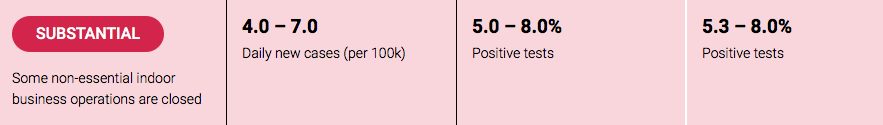 SUBSTANTIAL
Some non-essential indoor
business operations are closed
4.0 – 7.0
Daily new cases (per 100k)
5.0 – 8.0%
Positive tests
5.3 – 8.0%
Positive tests